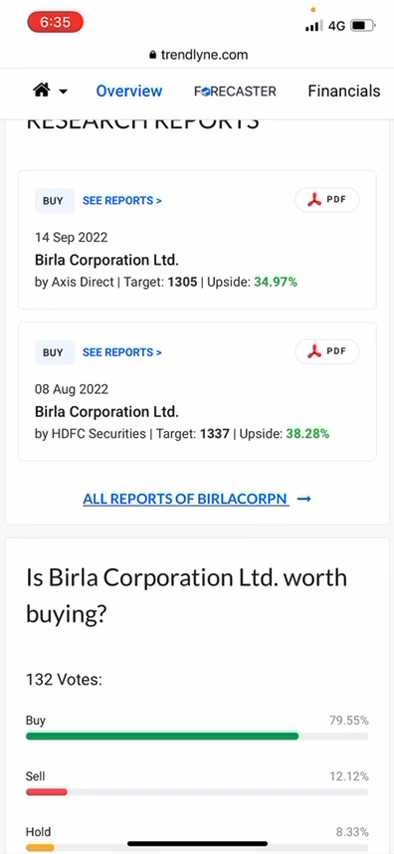 6:35
4G
trendlyne.com
Overview FORECASTER Financials
RESEARCH REPORTS
BUY SEE REPORTS > PDF
14 Sep 2022
Birla Corporation Ltd.
by Axis Direct | Target: 1305 | Upside: 34.97%
BUY SEE REPORTS > PDF
08 Aug 2022
Birla Corporation Ltd.
by HDFC Securities | Target: 1337 | Upside: 38.28%
ALL REPORTS OF BIRLACORPN →
Is Birla Corporation Ltd. worth
buying?
132 Votes:
Buy 79.55%
Sell 12.12%
Hold 8.33%